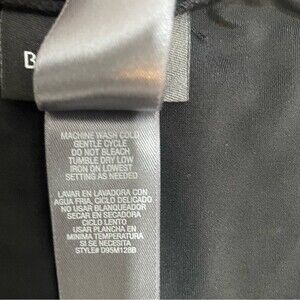 B
MACHINE WASH COLD
GENTLE CYCLE
DO NOT BLEACH
TUMBLE DRY LOW
IRON ON LOWEST
SETTING AS NEEDED
LAVAR EN LAVADORA CON
AGUA FRIA, CICLO DELICADO
NO USAR BLANQUEADOR
SECAR EN SECADORA
CICLO LENTO
USAR PLANCHA EN
MINIMA TEMPERATURA
SI SE NECESITA
STYLE# D95M128B